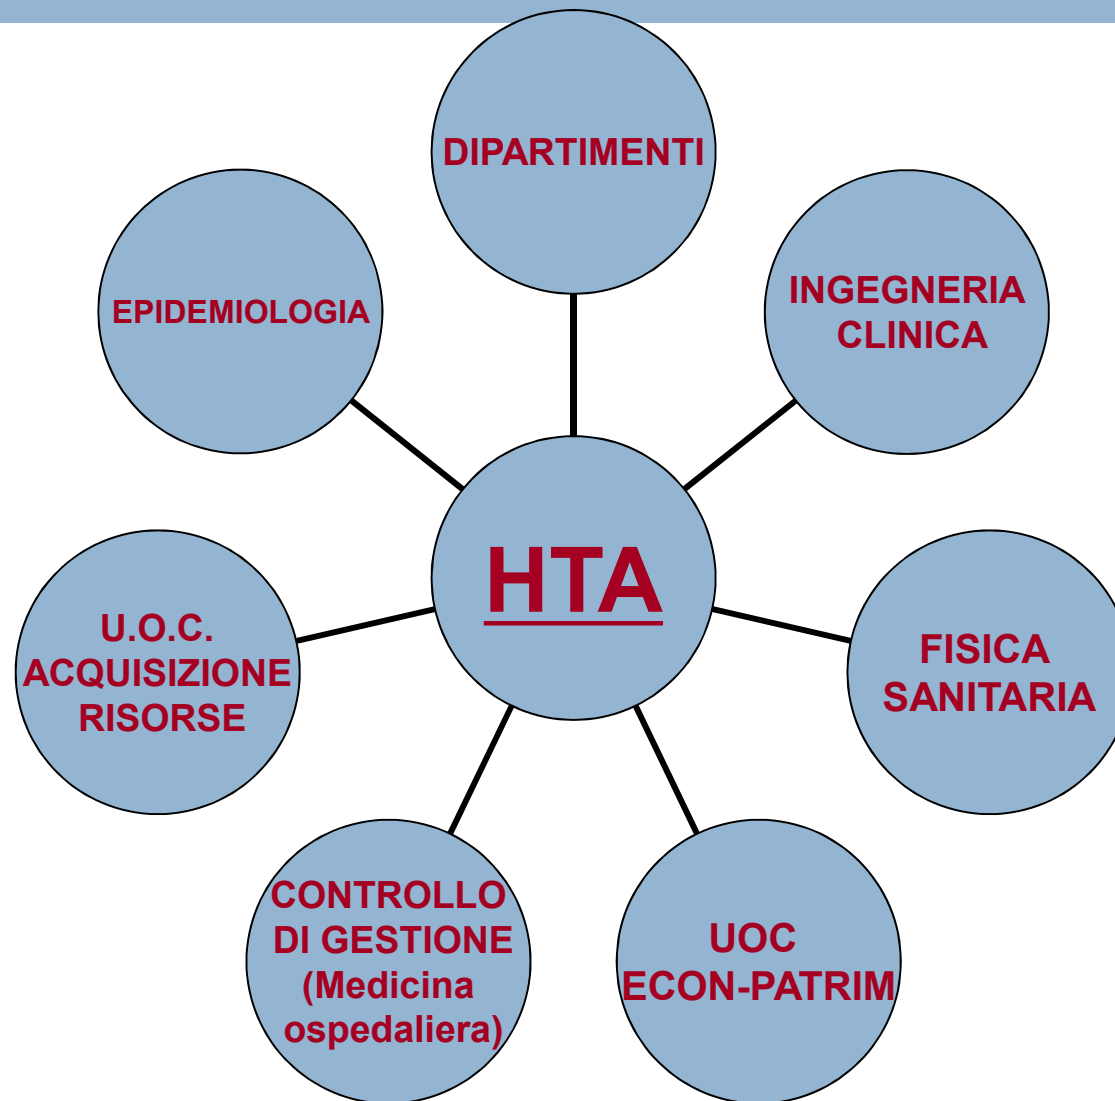 DIPARTIMENTI
EPIDEMIOLOGIA
INGEGNERIA
CLINICA
HTA
U.O.C.
ACQUISIZIONE
RISORSE
FISICA
SANITARIA
CONTROLLO
DI GESTIONE
(Medicina
ospedaliera)
UOC
ECON-PATRIM